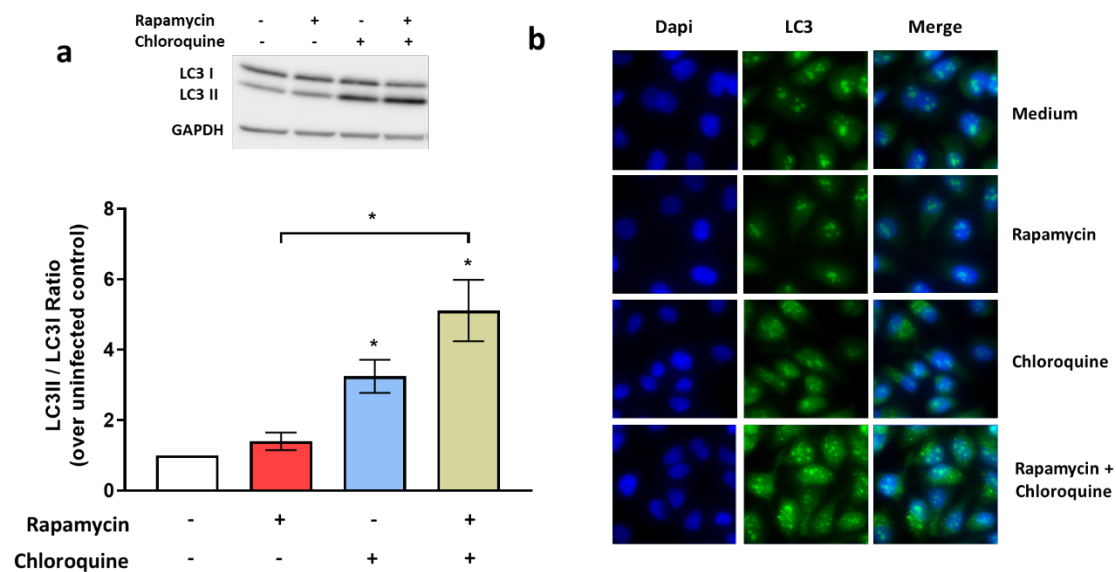 a
Rapamycin - + - +
Chloroquine - - + +
LC3 I
LC3 II
GAPDH
8
6
4
2
0
LC3II / LC3I Ratio
(over uninfected control)
*
*
*
Rapamycin - + - +
Chloroquine - - + +
b
Dapi LC3 Merge
Medium
Rapamycin
Chloroquine
Rapamycin +
Chloroquine